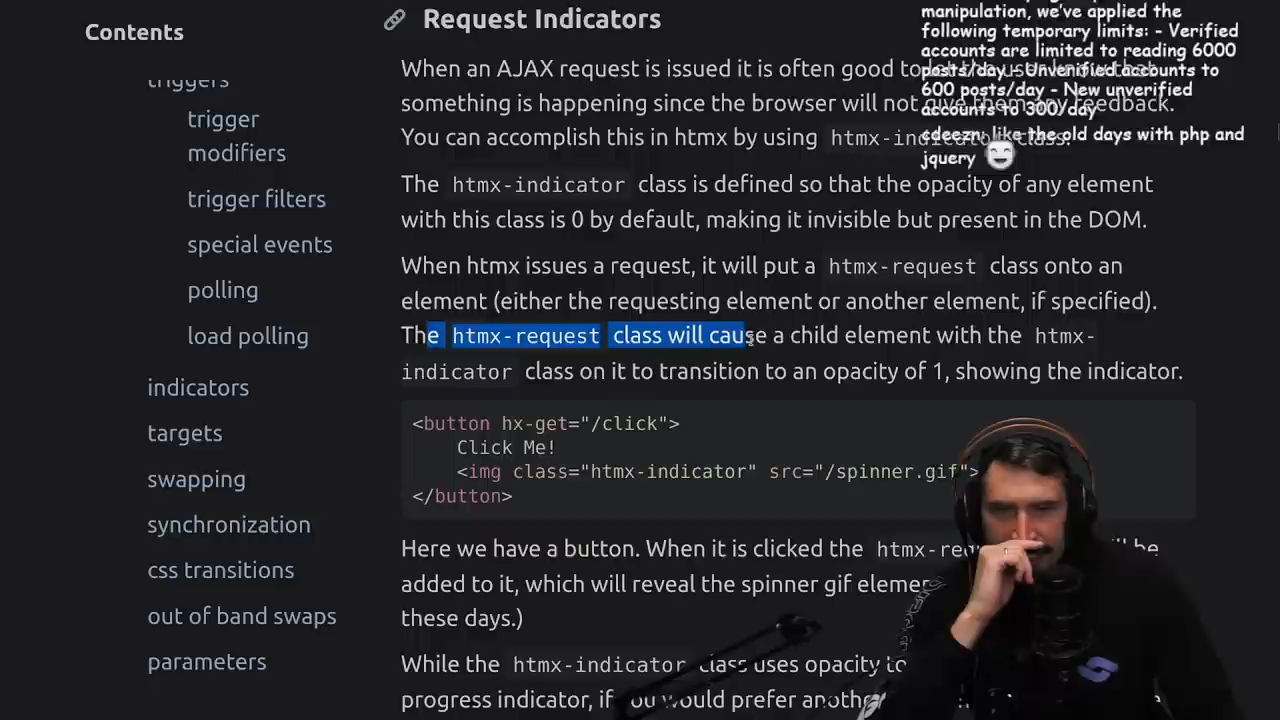 Contents
triggers
trigger
modifiers
trigger filters
special events
polling
load polling
indicators
targets
swapping
synchronization
css transitions
out of band swaps
parameters
Request Indicators
When an AJAX request is issued it is often good to let the user know that
something is happening since the browser will not give them any feedback.
You can accomplish this in htmx by using htmx-indicator class.
The htmx-indicator class is defined so that the opacity of any element
with this class is 0 by default, making it invisible but present in the DOM.
When htmx issues a request, it will put a htmx-request class onto an
element (either the requesting element or another element, if specified).
The htmx-request class will cause a child element with the htmx-
indicator class on it to transition to an opacity of 1, showing the indicator.
<button hx-get="/click">
Click Me!
<img class="htmx-indicator" src="/spinner.gif">
</button>
Here we have a button. When it is clicked the
added to it, which will reveal the spinner gif
these days.)
While the htmx-indicator class uses opacity to
progress indicator, if you would prefer
manipulation, we've applied the
following temporary limits: - Verified
accounts are limited to reading 6000
posts/day - Unverified accounts to
600 posts/day - New unverified
accounts to 300/day
cdeezn: like the old days with php and
jquery